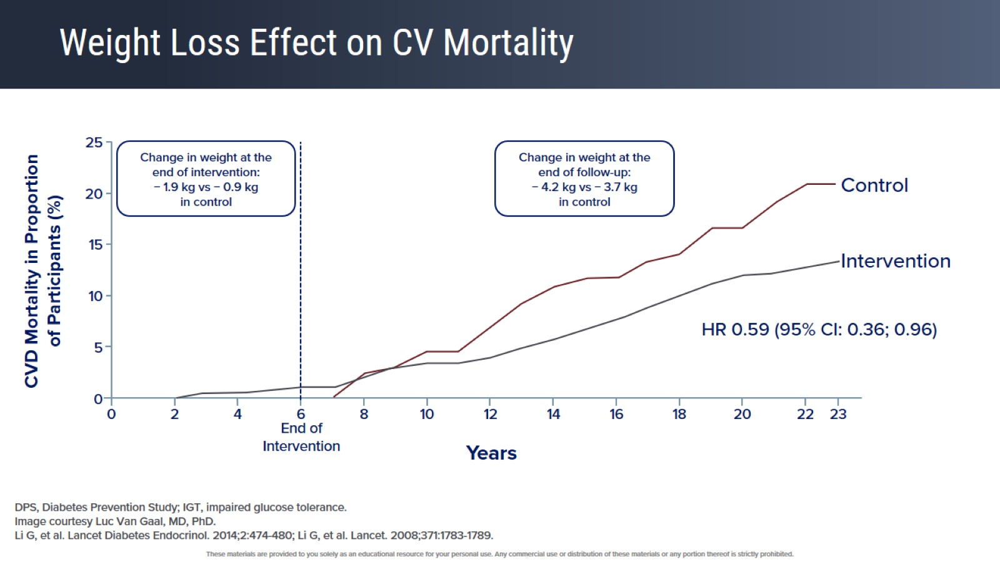 Weight Loss Effect on CV Mortality
CVD Mortality in Proportion
of Participants (%)
25
20
15
10
5
0
Change in weight at the
end of intervention:
− 1.9 kg vs − 0.9 kg
in control
Change in weight at the
end of follow-up:
− 4.2 kg vs − 3.7 kg
in control
Control
Intervention
HR 0.59 (95% CI: 0.36; 0.96)
0 2 4 6 8 10 12 14 16 18 20 22 23
End of
Intervention
Years
DPS, Diabetes Prevention Study; IGT, impaired glucose tolerance.
Image courtesy Luc Van Gaal, MD, PhD.
Li G, et al. Lancet Diabetes Endocrinol. 2014;2:474-480; Li G, et al. Lancet. 2008;371:1783-1789.
These materials are provided to you solely as an educational resource for your personal use. Any commercial use or distribution of these materials or any portion thereof is strictly prohibited.